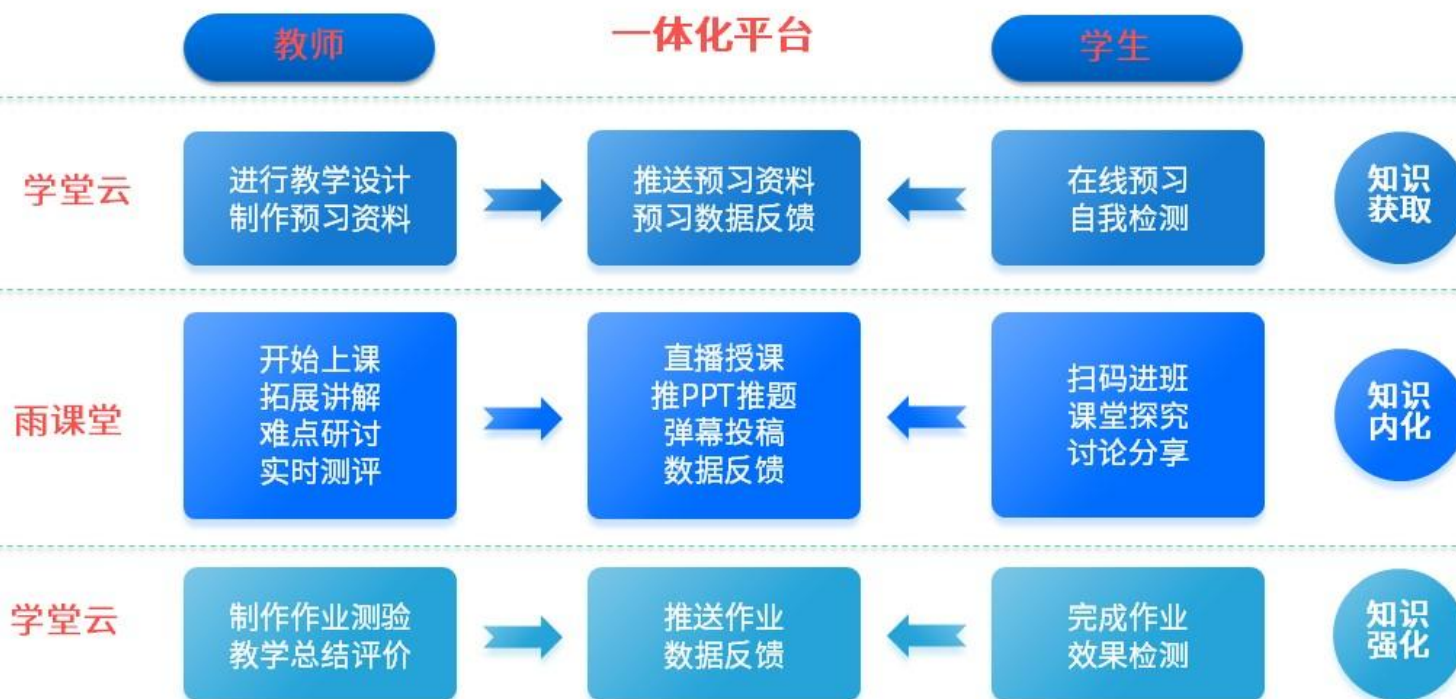 教师
一体化平台
学生
学堂云
进行教学设计
制作预习资料
推送预习资料
预习数据反馈
在线预习
自我检测
知识
获取
雨课堂
开始上课
拓展讲解
难点研讨
实时测评
直播授课
推PPT推题
弹幕投稿
数据反馈
扫码进班
课堂探究
讨论分享
知识
内化
学堂云
制作作业测验
教学总结评价
推送作业
数据反馈
完成作业
效果检测
知识
强化